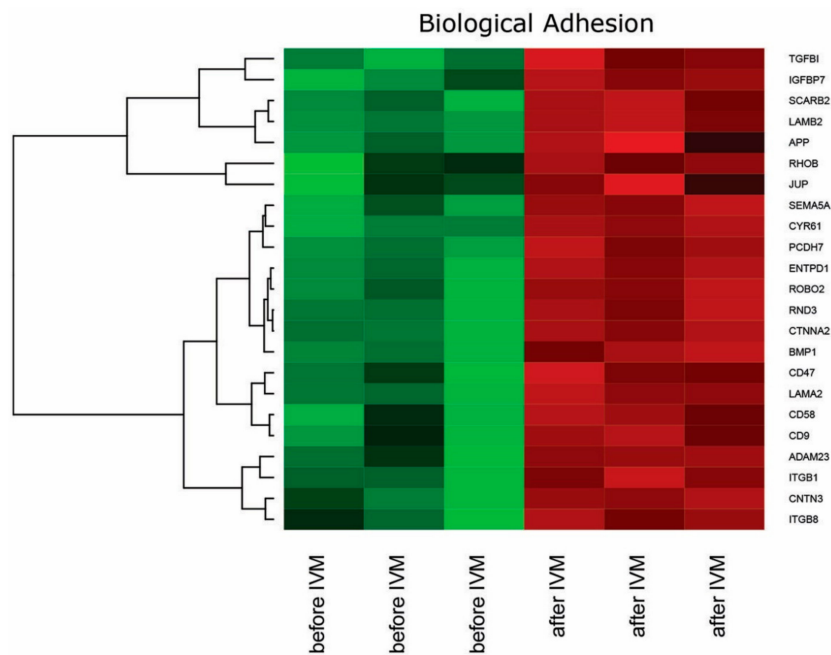 Biological Adhesion
TGFBI
IGFBP7
SCARB2
LAMB2
APP
RHOB
JUP
SEMA5A
CYR61
PCDH7
ENTPD1
ROBO2
RND3
CTNNA2
BMP1
CD47
LAMA2
CD58
CD9
ADAM23
ITGB1
CNTN3
ITGB8
before IVM
before IVM
before IVM
after IVM
after IVM
after IVM